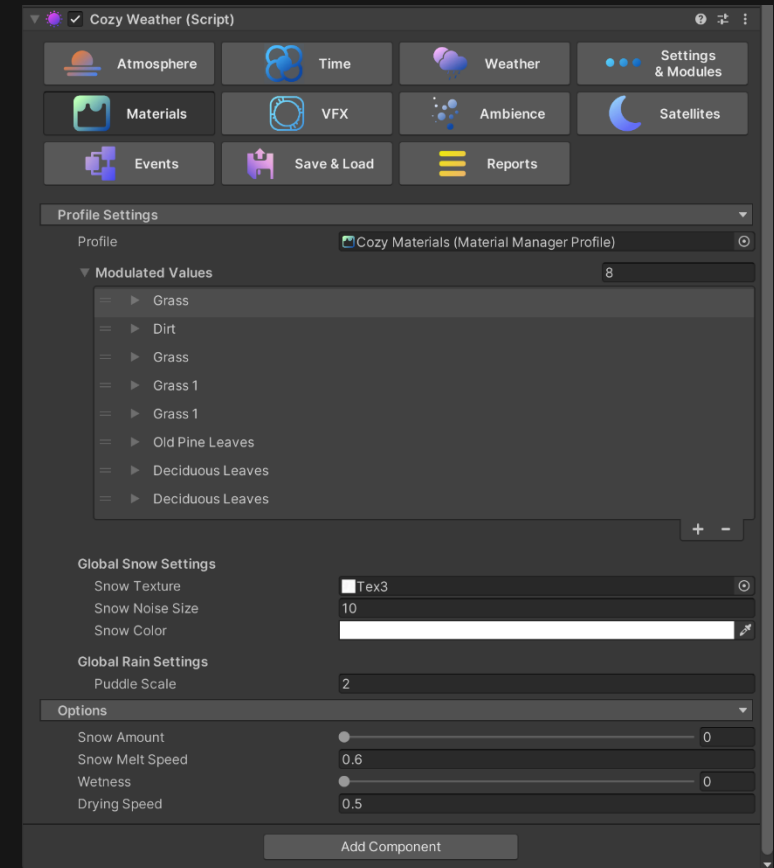 Cozy Weather (Script)
Atmosphere
Time
Weather
Settings
& Modules
Materials
VFX
Ambience
Satellites
Events
Save & Load
Reports
Profile Settings
Profile
Cozy Materials (Material Manager Profile)
Modulated Values
8
Grass
Dirt
Grass
Grass 1
Grass 1
Old Pine Leaves
Deciduous Leaves
Deciduous Leaves
+ −
Global Snow Settings
Snow Texture
Tex3
Snow Noise Size
10
Snow Color
Global Rain Settings
Puddle Scale
2
Options
Snow Amount
0
Snow Melt Speed
0.6
Wetness
0
Drying Speed
0.5
Add Component